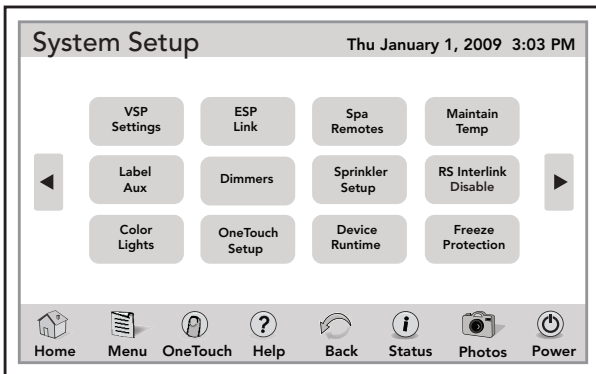 System Setup
Thu January 1, 2009 3:03 PM
VSP
Settings
ESP
Link
Spa
Remotes
Maintain
Temp
Label
Aux
Dimmers
Sprinkler
Setup
RS Interlink
Disable
Color
Lights
OneTouch
Setup
Device
Runtime
Freeze
Protection
Home
Menu
OneTouch
?
Help
Back
i
Status
Photos
Power